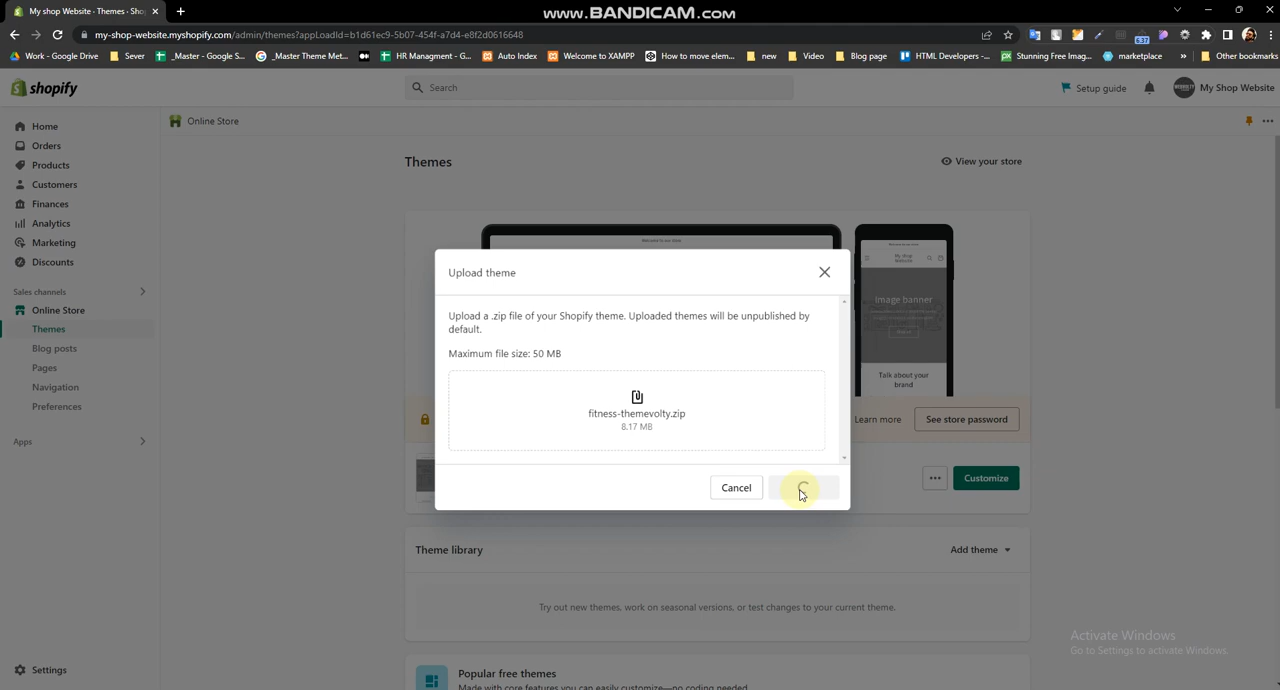 www.BANDICAM.com
My shop Website - Themes - Sho
my-shop-website.myshopify.com/admin/themes?appLoadId=b1d61ec9-5b07-454f-a7d4-e8f2d0616648
Work - Google Drive
Sever
_Master - Google S...
_Master Theme Met...
HR Managment - G...
Auto Index
Welcome to XAMPP
How to move elem...
new
Video
Blog page
HTML Developers -...
Stunning Free Imag...
marketplace
»
Other bookmarks
shopify
Search
Setup guide
My Shop Website
Home
Orders
Products
Customers
Finances
Analytics
Marketing
Discounts
Sales channels
Online Store
Themes
Blog posts
Pages
Navigation
Preferences
Apps
Settings
Online Store
Themes
View your store
Welcome to our shop
Image banner
Talk about your
brand
Upload theme
Upload a .zip file of your Shopify theme. Uploaded themes will be unpublished by
default.
Maximum file size: 50 MB
fitness-themevolty.zip
8.17 MB
Cancel
Learn more
See store password
Customize
Theme library
Add theme
Try out new themes, work on seasonal versions, or test changes to your current theme.
Popular free themes
Made with core features you can easily customize—no coding needed.
Activate Windows
Go to Settings to activate Windows.